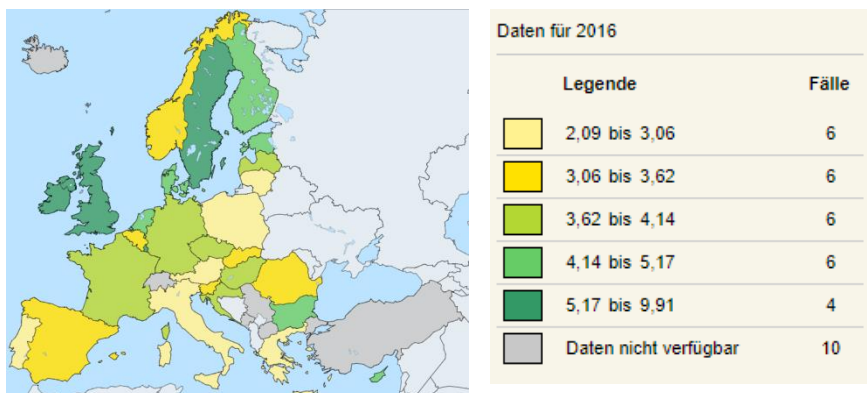 Daten für 2016
Legende Fälle
2,09 bis 3,06 6
3,06 bis 3,62 6
3,62 bis 4,14 6
4,14 bis 5,17 6
5,17 bis 9,91 4
Daten nicht verfügbar 10